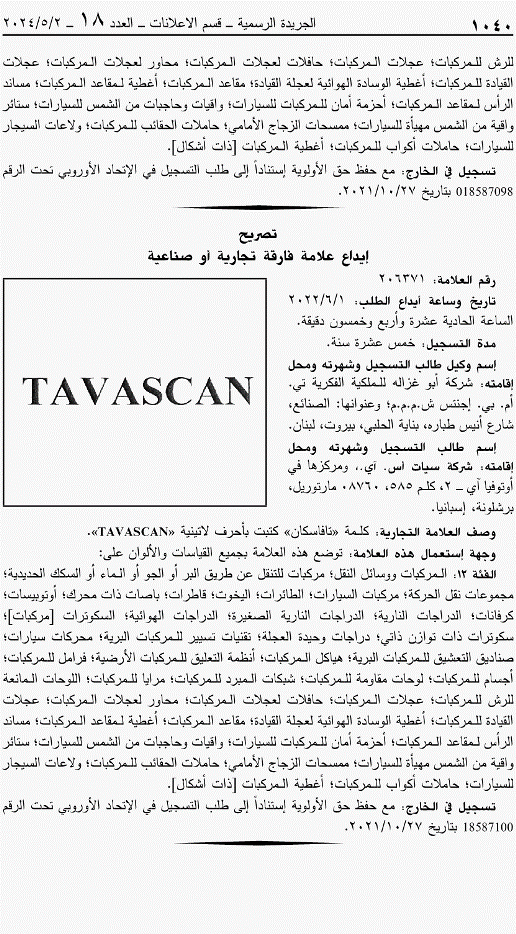 ١٠٤٠ الجريدة الرسمية ـ قسم الاعلانات ـ العدد ١٨ ـ ٢٠٢٤/٥/٢
للرش للمركبات؛ عجلات المركبات؛ حافلات لعجلات المركبات؛ محاور لعجلات المركبات؛ عجلات
القيادة للمركبات؛ أغطية الوسادة الهوائية لعجلة القيادة؛ مقاعد المركبات؛ أغطية لمقاعد المركبات؛ مساند
الرأس لمقاعد المركبات؛ أحزمة أمان للمركبات للسيارات؛ واقيات وحاجبات من الشمس للسيارات؛ ستائر
واقية من الشمس مهيأة للسيارات؛ ممسحات الزجاج الأمامي؛ حاملات الحقائب للمركبات؛ ولاعات السيجار
للسيارات؛ حاملات أكواب للمركبات؛ أغطية المركبات [ذات أشكال].
تسجيل في الخارج: مع حفظ حق الأولوية إستناداً إلى طلب التسجيل في الإتحاد الأوروبي تحت الرقم
018587098 بتاريخ ٢٠٢١/١٠/٢٧.
تصريح
إيداع علامة فارقة تجارية أو صناعية
رقم العلامة: ٢٠٦٣٧١
تاريخ وساعة أيداع الطلب: ٢٠٢٢/٦/١
الساعة الحادية عشرة وأربع وخمسون دقيقة.
مدة التسجيل: خمس عشرة سنة.
إسم وكيل طالب التسجيل وشهرته ومحل
إقامته: شركة أبو غزاله للملكية الفكرية تي.
أم. بي. إجنتس ش.م.م.؛ وعنوانها: الصنائع،
شارع أنيس طباره، بناية الحلبي، بيروت، لبنان.
إسم طالب التسجيل وشهرته ومحل
إقامته: شركة سيات أس. آي.، ومركزها في
أوتوفيا آي – ٢، كلم ٥٨٥، ٠٨٧٦٠ مارتوريل،
برشلونة، إسبانيا.
TAVASCAN
وصف العلامة التجارية: كلمة «تافاسكان» كتبت بأحرف لاتينية «TAVASCAN».
وجهة إستعمال هذه العلامة: توضع هذه العلامة بجميع القياسات والألوان على:
الفئة ١٢: المركبات ووسائل النقل؛ مركبات للتنقل عن طريق البر أو الجو أو الماء أو السكك الحديدية؛
مجموعات نقل الحركة؛ مركبات السيارات؛ الطائرات؛ اليخوت؛ قاطرات؛ باصات ذات محرك؛ أوتوبيسات؛
كرفانات؛ الدراجات النارية؛ الدراجات النارية الصغيرة؛ الدراجات الهوائية؛ السكوترات [مركبات]؛
سكوترات ذات توازن ذاتي؛ دراجات وحيدة العجلة؛ تقنيات تسيير للمركبات البرية؛ محركات سيارات؛
صناديق التعشيق للمركبات البرية؛ هياكل المركبات؛ أنظمة التعليق للمركبات الأرضية؛ فرامل للمركبات؛
أجسام للمركبات؛ لوحات مقاومة للمركبات؛ شبكات المبرد للمركبات؛ مرايا للمركبات؛ اللوحات المانعة
للرش للمركبات؛ عجلات المركبات؛ حافلات لعجلات المركبات؛ محاور لعجلات المركبات؛ عجلات
القيادة للمركبات؛ أغطية الوسادة الهوائية لعجلة القيادة؛ مقاعد المركبات؛ أغطية لمقاعد المركبات؛ مساند
الرأس لمقاعد المركبات؛ أحزمة أمان للمركبات للسيارات؛ واقيات وحاجبات من الشمس للسيارات؛ ستائر
واقية من الشمس مهيأة للسيارات؛ ممسحات الزجاج الأمامي؛ حاملات الحقائب للمركبات؛ ولاعات السيجار
للسيارات؛ حاملات أكواب للمركبات؛ أغطية المركبات [ذات أشكال].
تسجيل في الخارج: مع حفظ حق الأولوية إستناداً إلى طلب التسجيل في الإتحاد الأوروبي تحت الرقم
18587100 بتاريخ ٢٠٢١/١٠/٢٧.